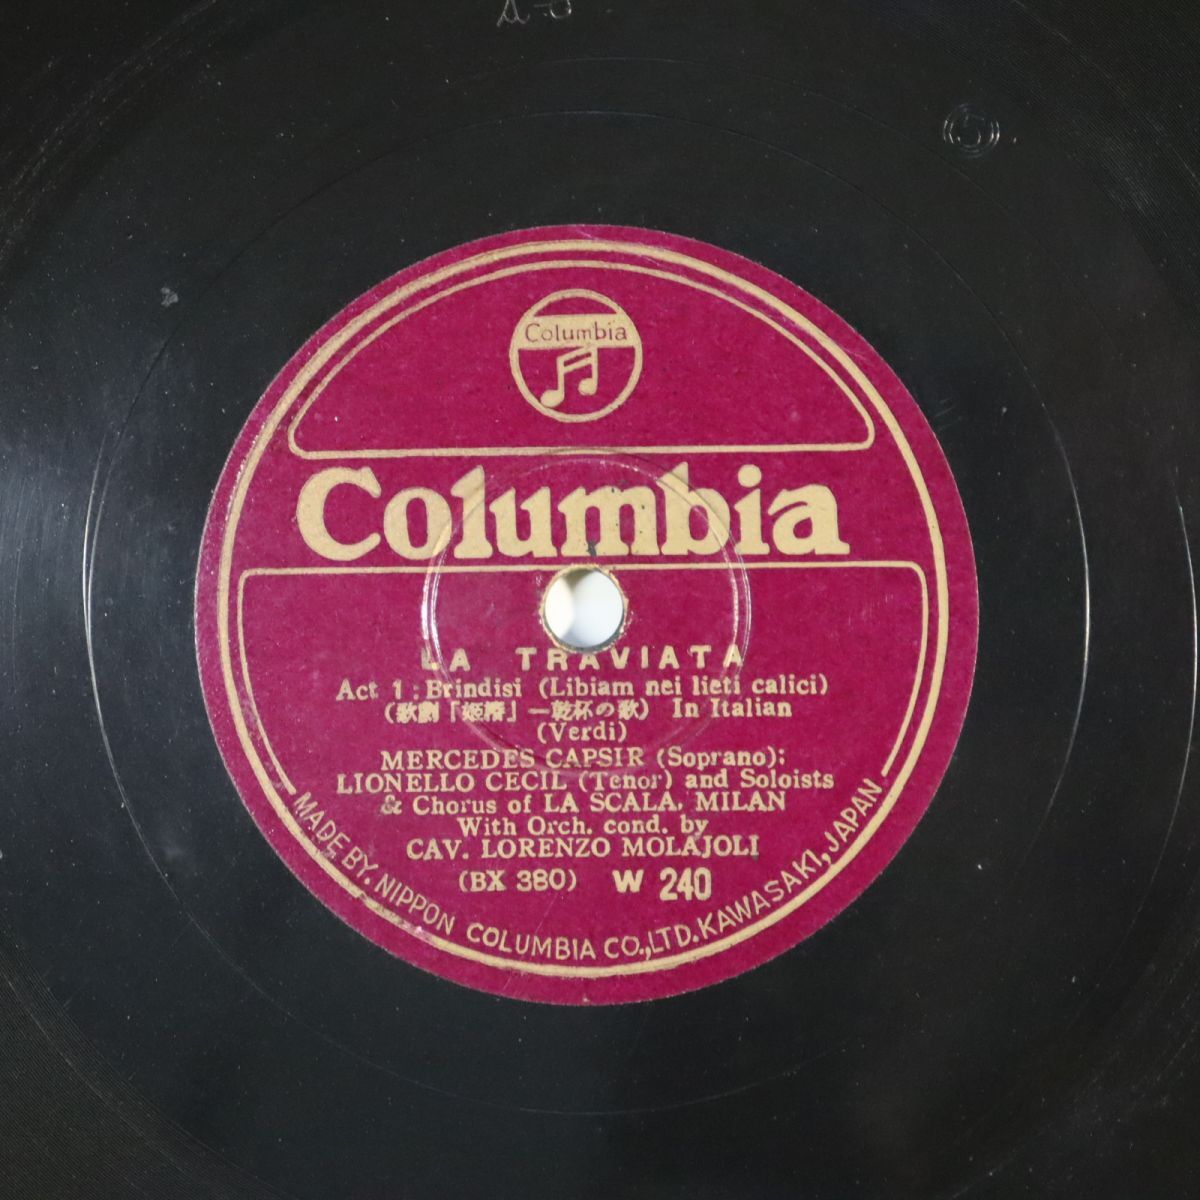 Columbia
Columbia
LA TRAVIATA
Act 1 : Brindisi (Libiam nei lieti calici)
(歌劇「姫椿」—乾杯の歌) In Italian
(Verdi)
MERCEDES CAPSIR (Soprano);
LIONELLO CECIL (Tenor) and Soloists
& Chorus of LA SCALA, MILAN
With Orch. cond. by
CAV. LORENZO MOLAJOLI
(BX 380) W 240
MADE BY. NIPPON COLUMBIA CO., LTD. KAWASAKI, JAPAN